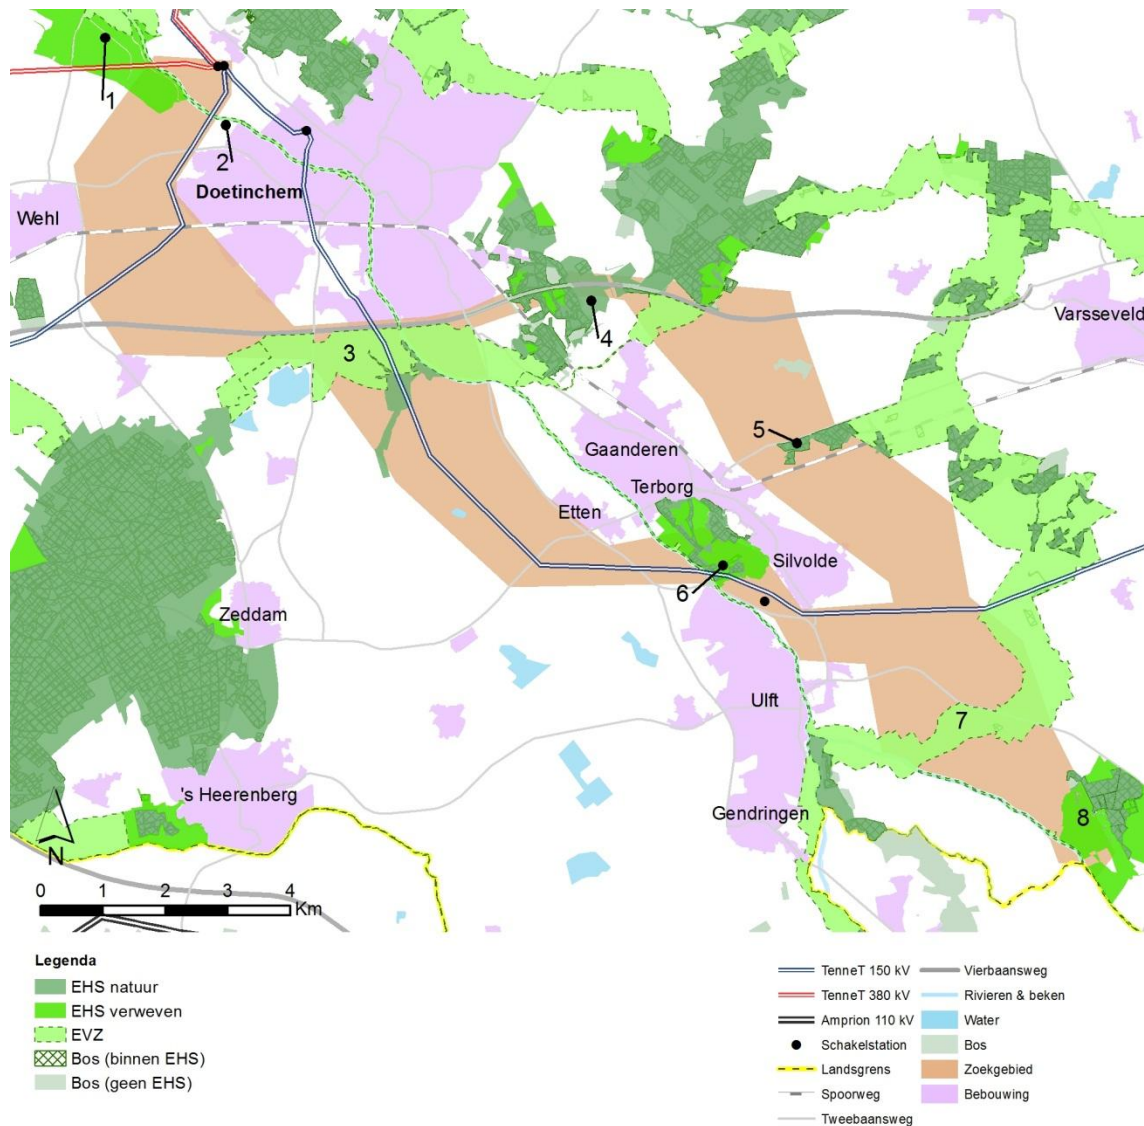 1
2
Doetinchem
Wehl
3
4
Varsseveld
5
Gaanderen
Terborg
Etten
Silvolde
6
Zeddam
Ulft
7
's Heerenberg
Gendringen
8
N
0 1 2 3 4
Km
Legenda
EHS natuur
EHS verweven
EVZ
Bos (binnen EHS)
Bos (geen EHS)
TenneT 150 kV
TenneT 380 kV
Amprion 110 kV
Schakelstation
Landsgrens
Spoorweg
Tweebaansweg
Vierbaansweg
Rivieren & beken
Water
Bos
Zoekgebied
Bebouwing